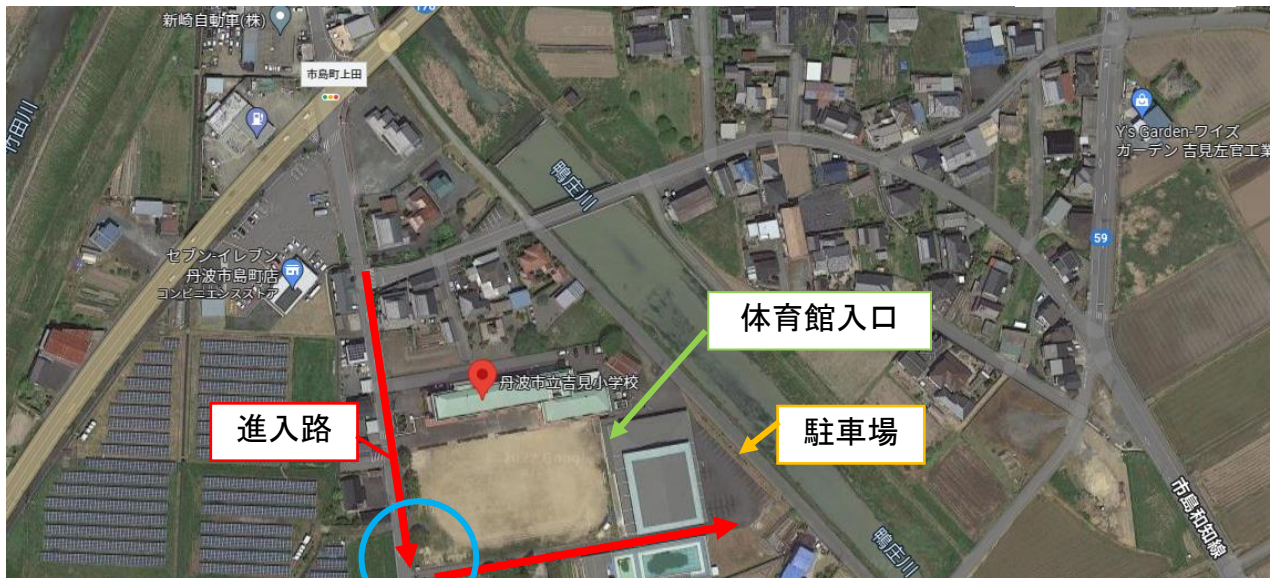 新崎自動車(株)
176
市島町上田
竹田川
鴨庄川
Y's Garden-ワイズ
ガーデン 吉見左官工業
59
セブン-イレブン
丹波市島町店
コンビニエンスストア
体育館入口
丹波市立吉見小学校
進入路
駐車場
市島和知線
鴨庄川